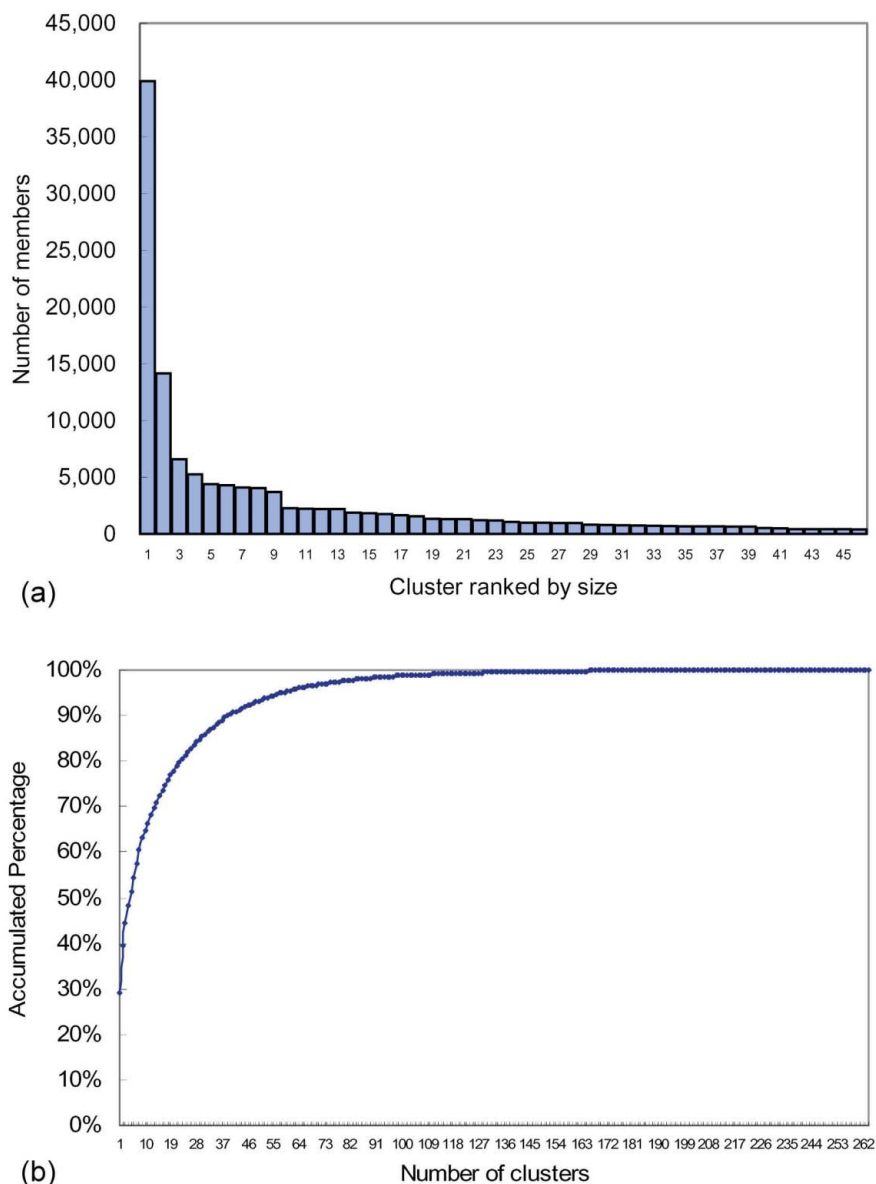 45,000
40,000
35,000
30,000
25,000
20,000
15,000
10,000
5,000
0
Number of members
1 3 5 7 9 11 13 15 17 19 21 23 25 27 29 31 33 35 37 39 41 43 45
Cluster ranked by size
(a)
100%
90%
80%
70%
60%
50%
40%
30%
20%
10%
0%
Accumulated Percentage
1 10 19 28 37 46 55 64 73 82 91 100 109 118 127 136 145 154 163 172 181 190 199 208 217 226 235 244 253 262
Number of clusters
(b)